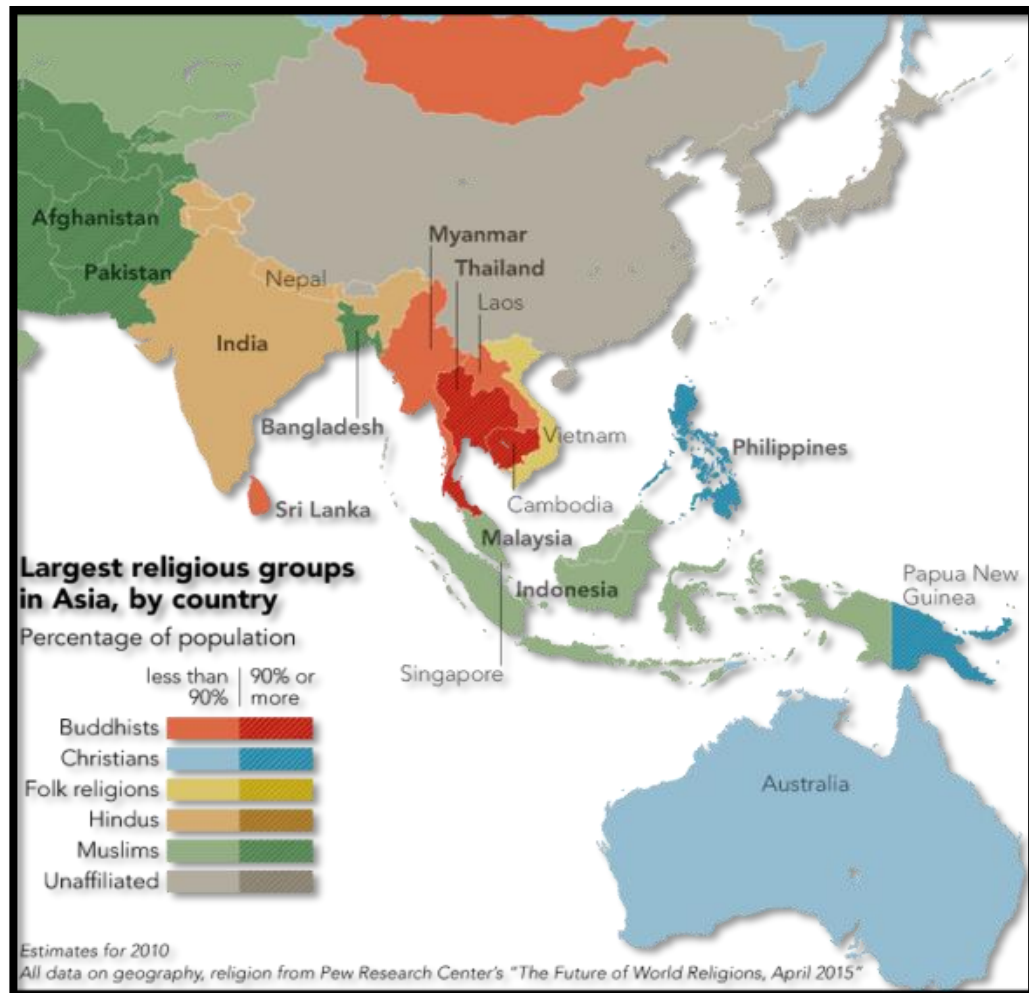 Afghanistan
Pakistan
Nepal
India
Bangladesh
Sri Lanka
Myanmar
Thailand
Laos
Vietnam
Cambodia
Philippines
Malaysia
Indonesia
Singapore
Papua New
Guinea
Australia
Largest religious groups
in Asia, by country
Percentage of population
less than
90%
90% or
more
Buddhists
Christians
Folk religions
Hindus
Muslims
Unaffiliated
Estimates for 2010
All data on geography, religion from Pew Research Center's "The Future of World Religions, April 2015"